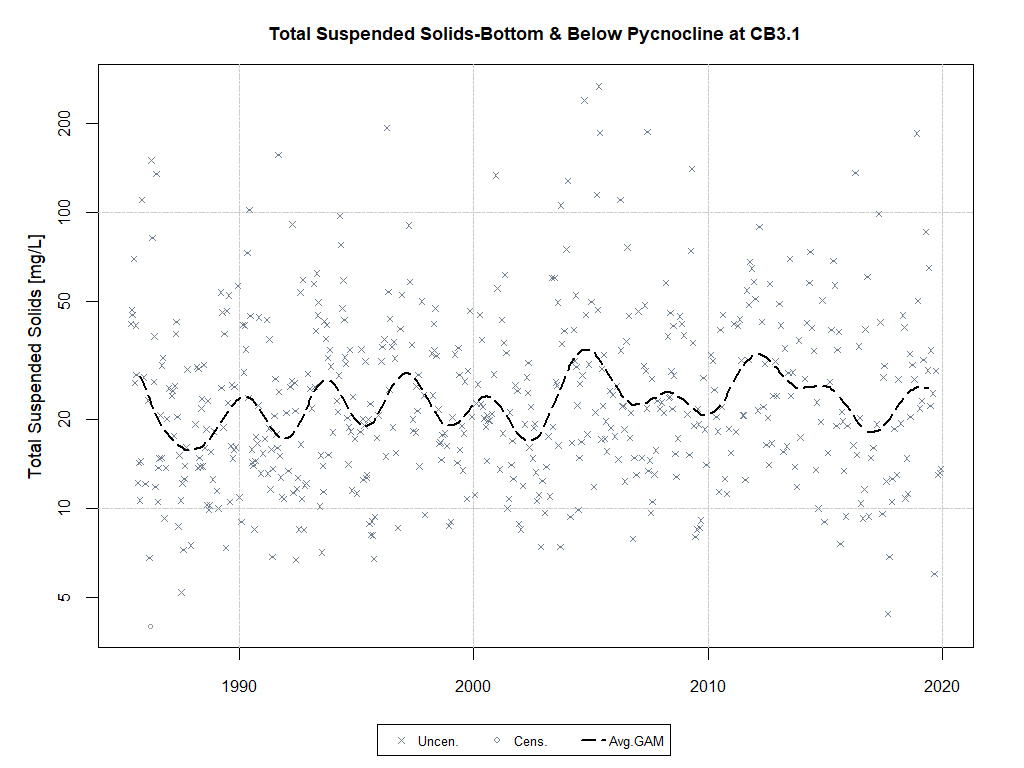 Total Suspended Solids-Bottom & Below Pycnocline at CB3.1
Total Suspended Solids [mg/L]
200
100
50
20
10
5
1990 2000 2010 2020
Uncen. Cens. Avg.GAM